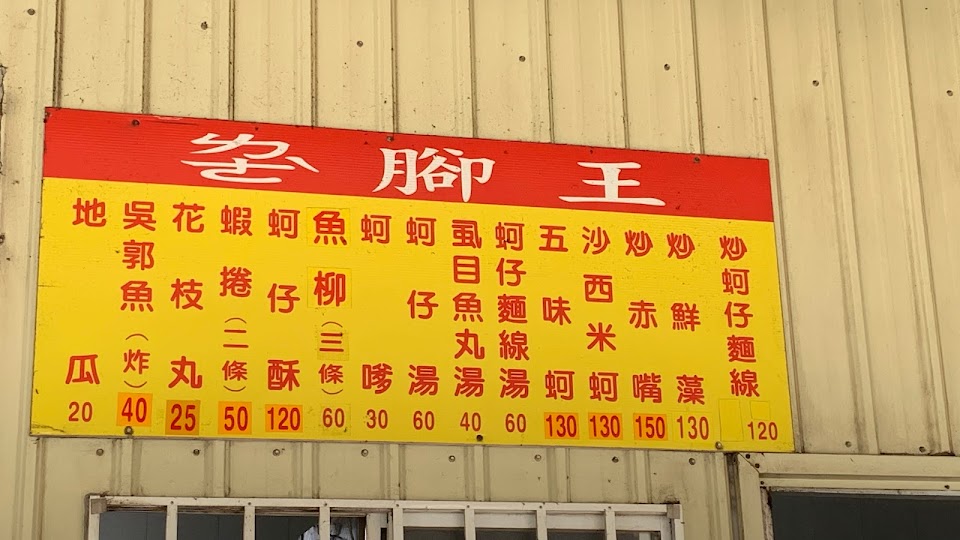 腳王
炒蚵仔麵線 120
炒鮮藻 130
炒赤嘴 150
沙西米蚵 130
五味蚵 130
蚵仔麵線湯 60
虱目魚丸湯 40
蚵仔湯 60
蚵嗲 30
魚柳(三條) 60
蚵仔酥 120
蝦捲(二條) 50
花枝丸 25
吳郭魚(炸) 40
地瓜 20